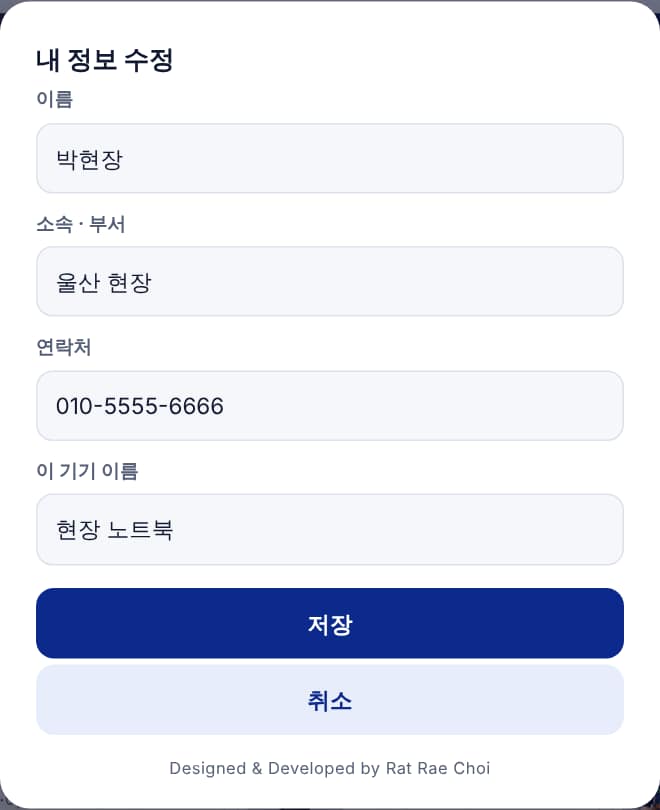 내 정보 수정
이름
박현장
소속 · 부서
울산 현장
연락처
010-5555-6666
이 기기 이름
현장 노트북
저장
취소
Designed & Developed by Rat Rae Choi